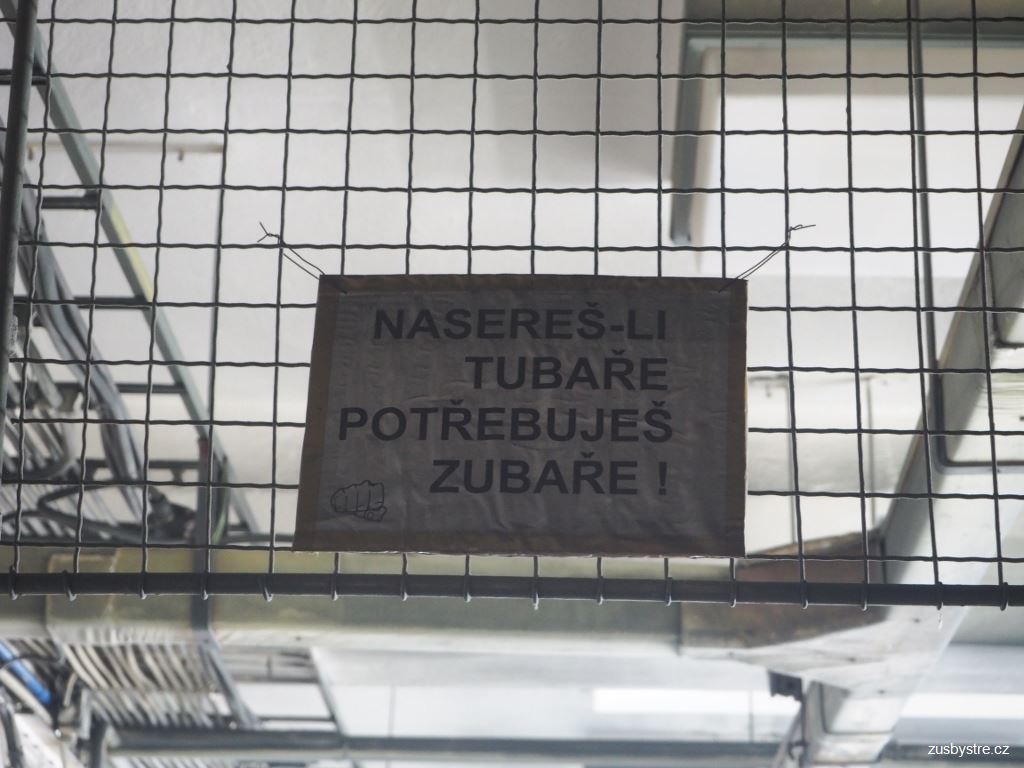 NASEREŠ-LI
TUBAŘE
POTŘEBUJEŠ
ZUBAŘE !
zusbystre.cz